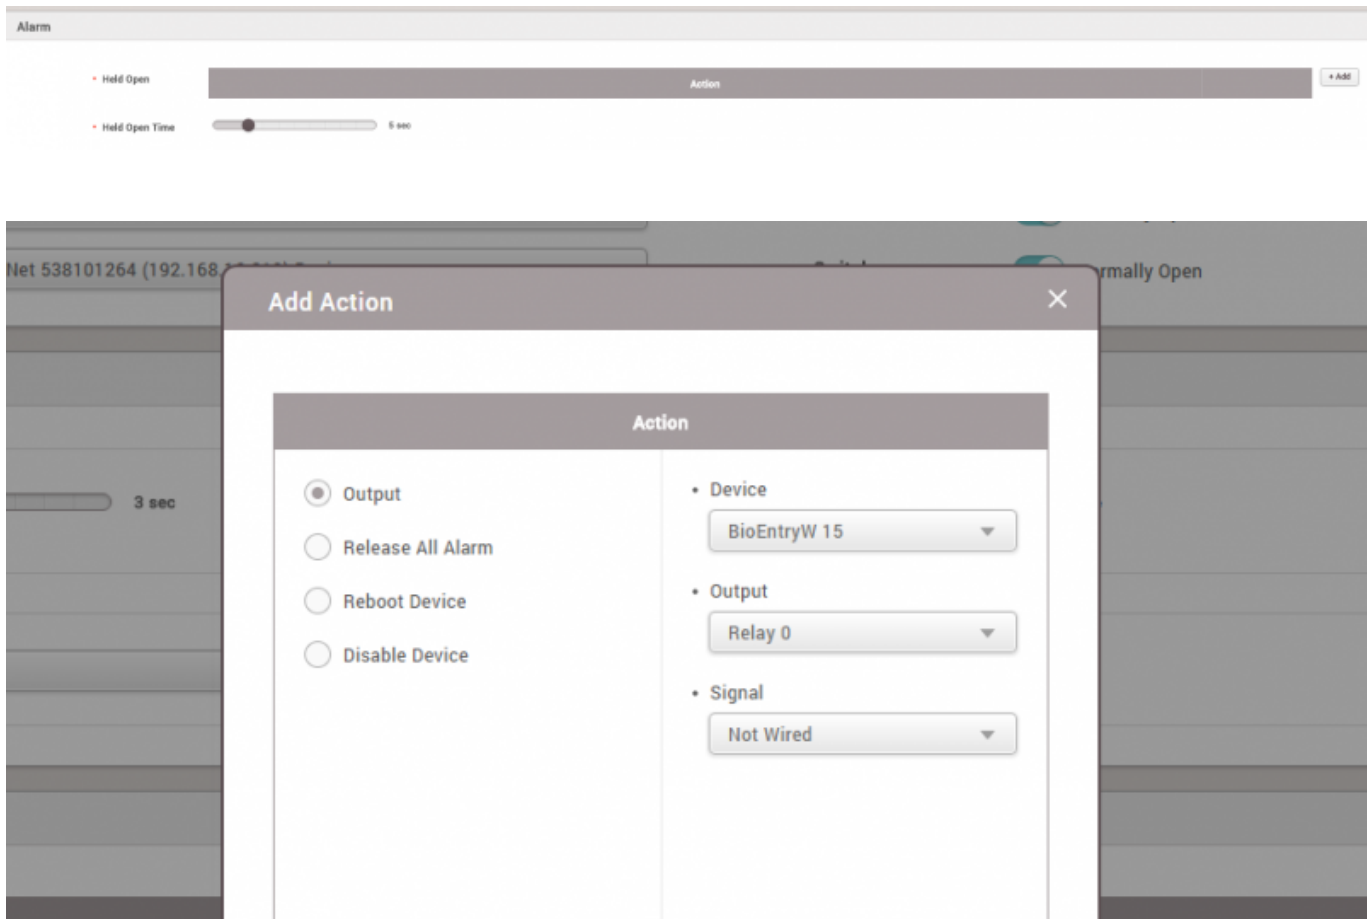 Alarm
• Held Open
Action
+ Add
• Held Open Time
5 sec
Net 538101264 (192.168.
rmally Open
Add Action
Action
Output
Release All Alarm
Reboot Device
Disable Device
• Device
BioEntryW 15
• Output
Relay 0
• Signal
Not Wired
3 sec